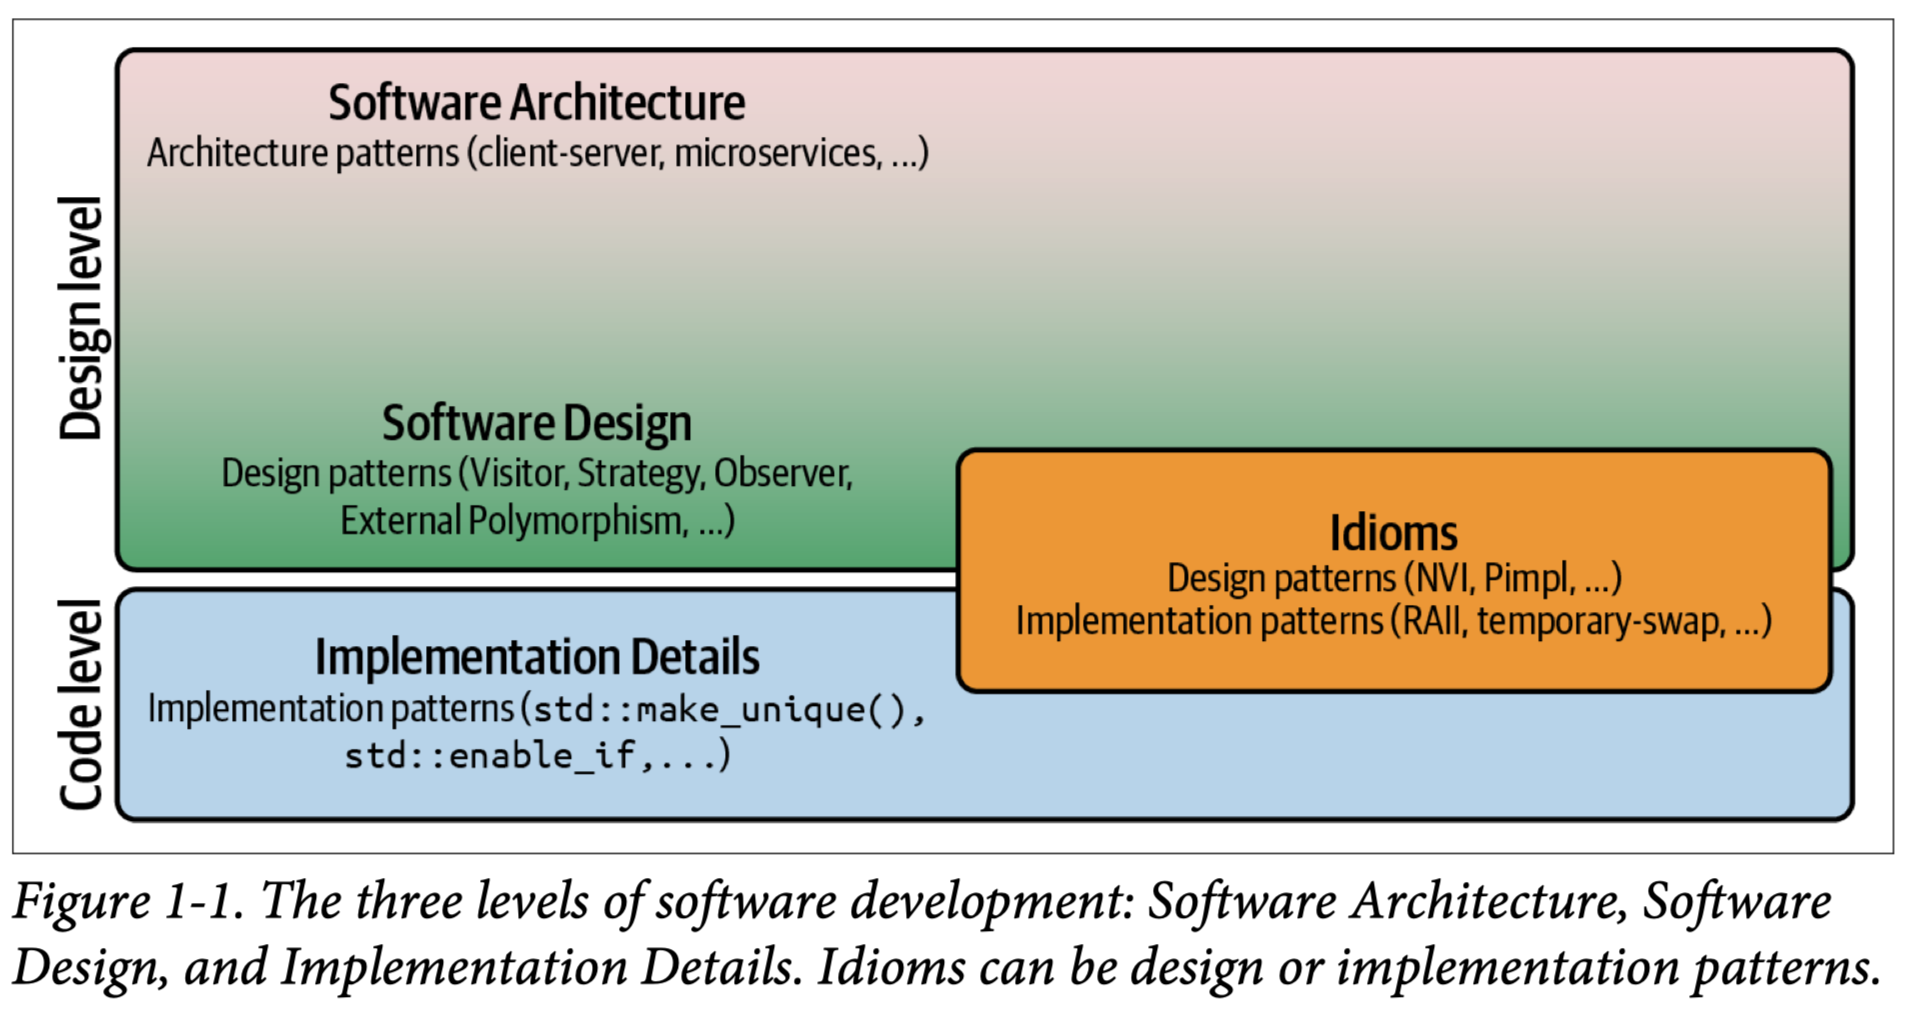 Design level
Software Architecture
Architecture patterns (client-server, microservices, ...)
Software Design
Design patterns (Visitor, Strategy, Observer,
External Polymorphism, ...)
Idioms
Design patterns (NVI, Pimpl, ...)
Implementation patterns (RAII, temporary-swap, ...)
Code level
Implementation Details
Implementation patterns (std::make_unique(),
std::enable_if,...)
Figure 1-1. The three levels of software development: Software Architecture, Software
Design, and Implementation Details. Idioms can be design or implementation patterns.